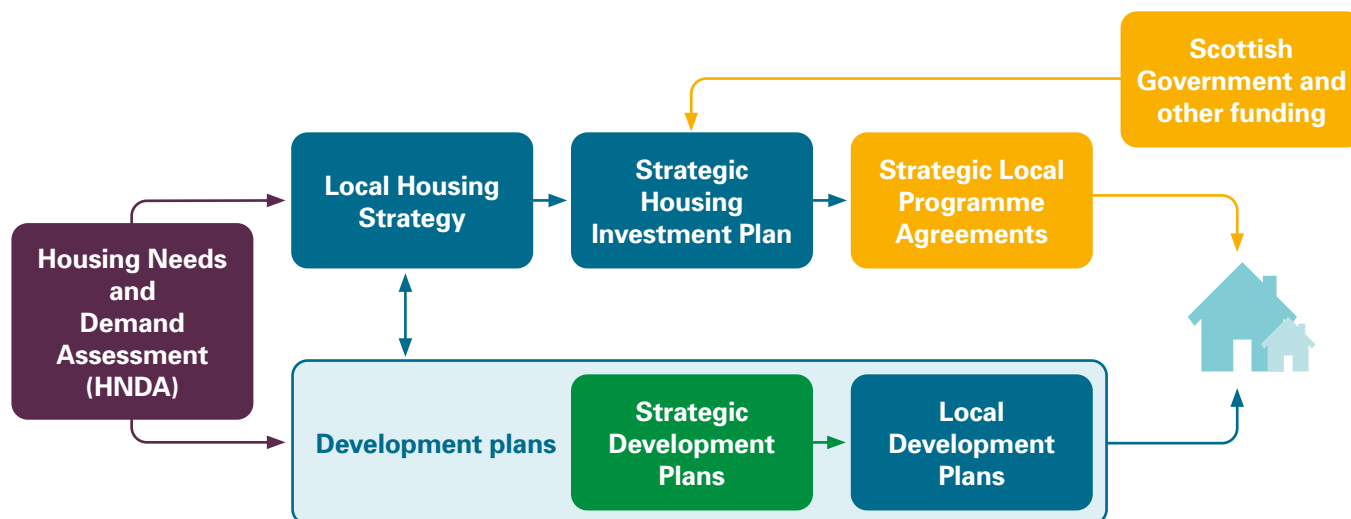 Scottish
Government and
other funding
Local Housing
Strategy
Strategic
Housing
Investment Plan
Strategic Local
Programme
Agreements
Housing Needs
and
Demand
Assessment
(HNDA)
Development plans
Strategic
Development
Plans
Local
Development
Plans